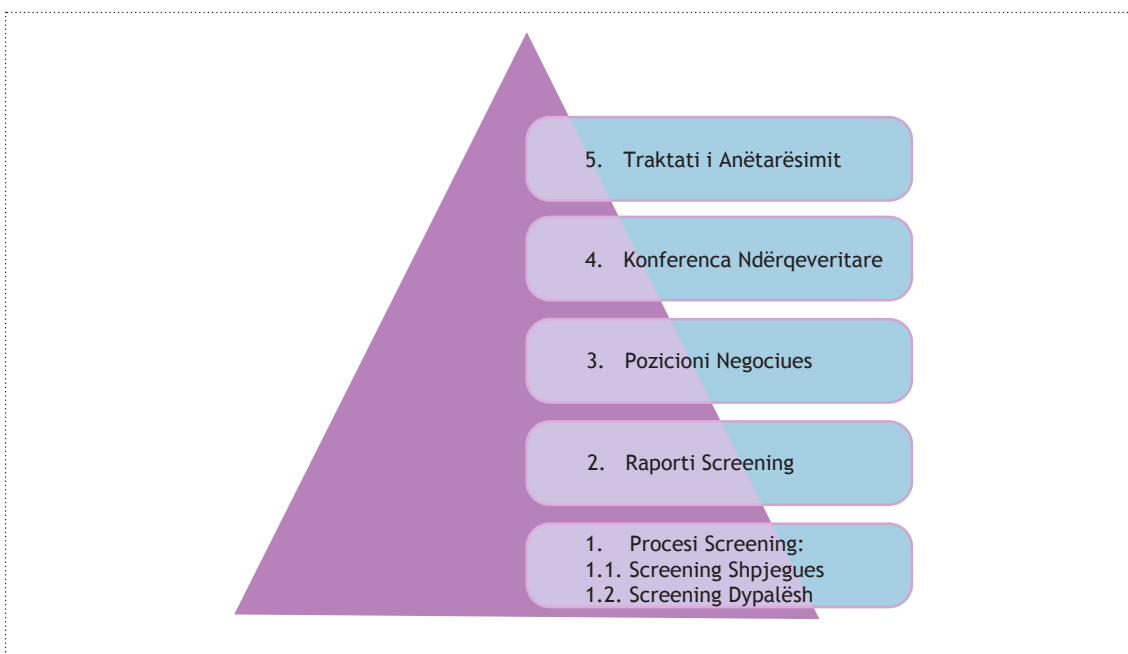 5. Traktati i Anëtarësimit
4. Konferenca Ndërqeveritare
3. Pozicioni Negociues
2. Raporti Screening
1. Procesi Screening:
1.1. Screening Shpjegues
1.2. Screening Dypalësh